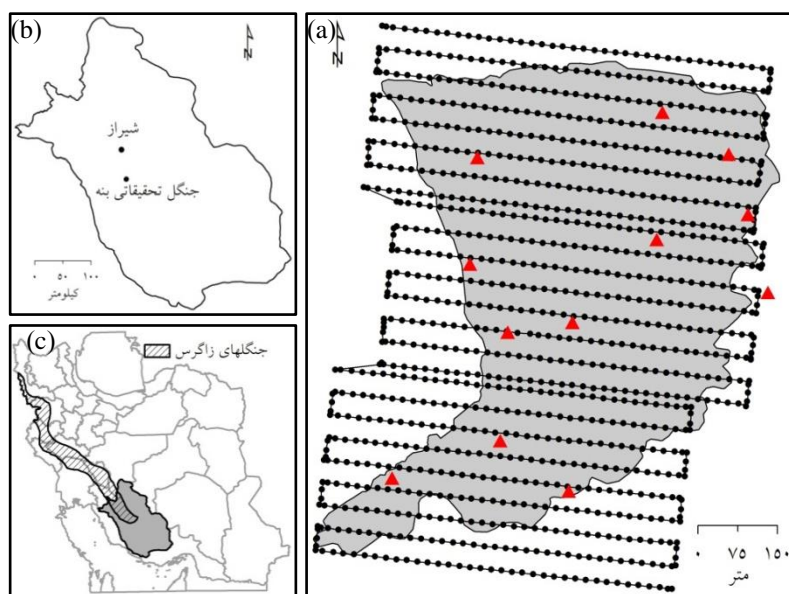 (b)
N
شیراز
جنگل تحقیقاتی بنه
۰ ۵۰ ۱۰۰
کیلومتر
(c)
جنگلهای زاگرس
(a)
N
۰ ۷۵ ۱۵۰
متر